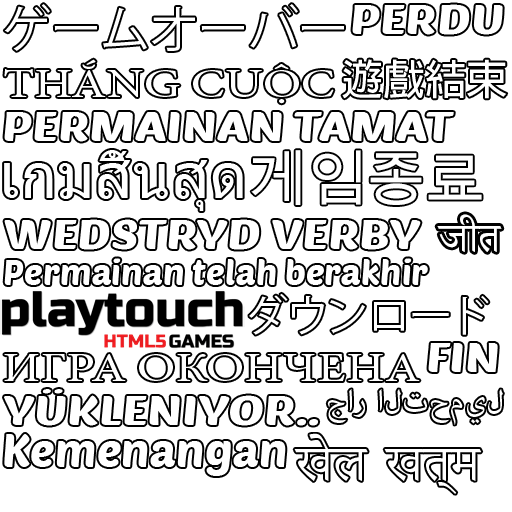 ゲームオーバー PERDU
THẮNG CUỘC 遊戲結束
PERMAINAN TAMAT
เกมสิ้นสุด 게임종료
WEDSTRYD VERBY जीत
Permainan telah berakhir
playtouch ダウンロード
HTML5 GAMES
ИГРА ОКОНЧЕНА FIN
YÜKLENIYOR.. جار التحميل
Kemenangan खेल खत्म